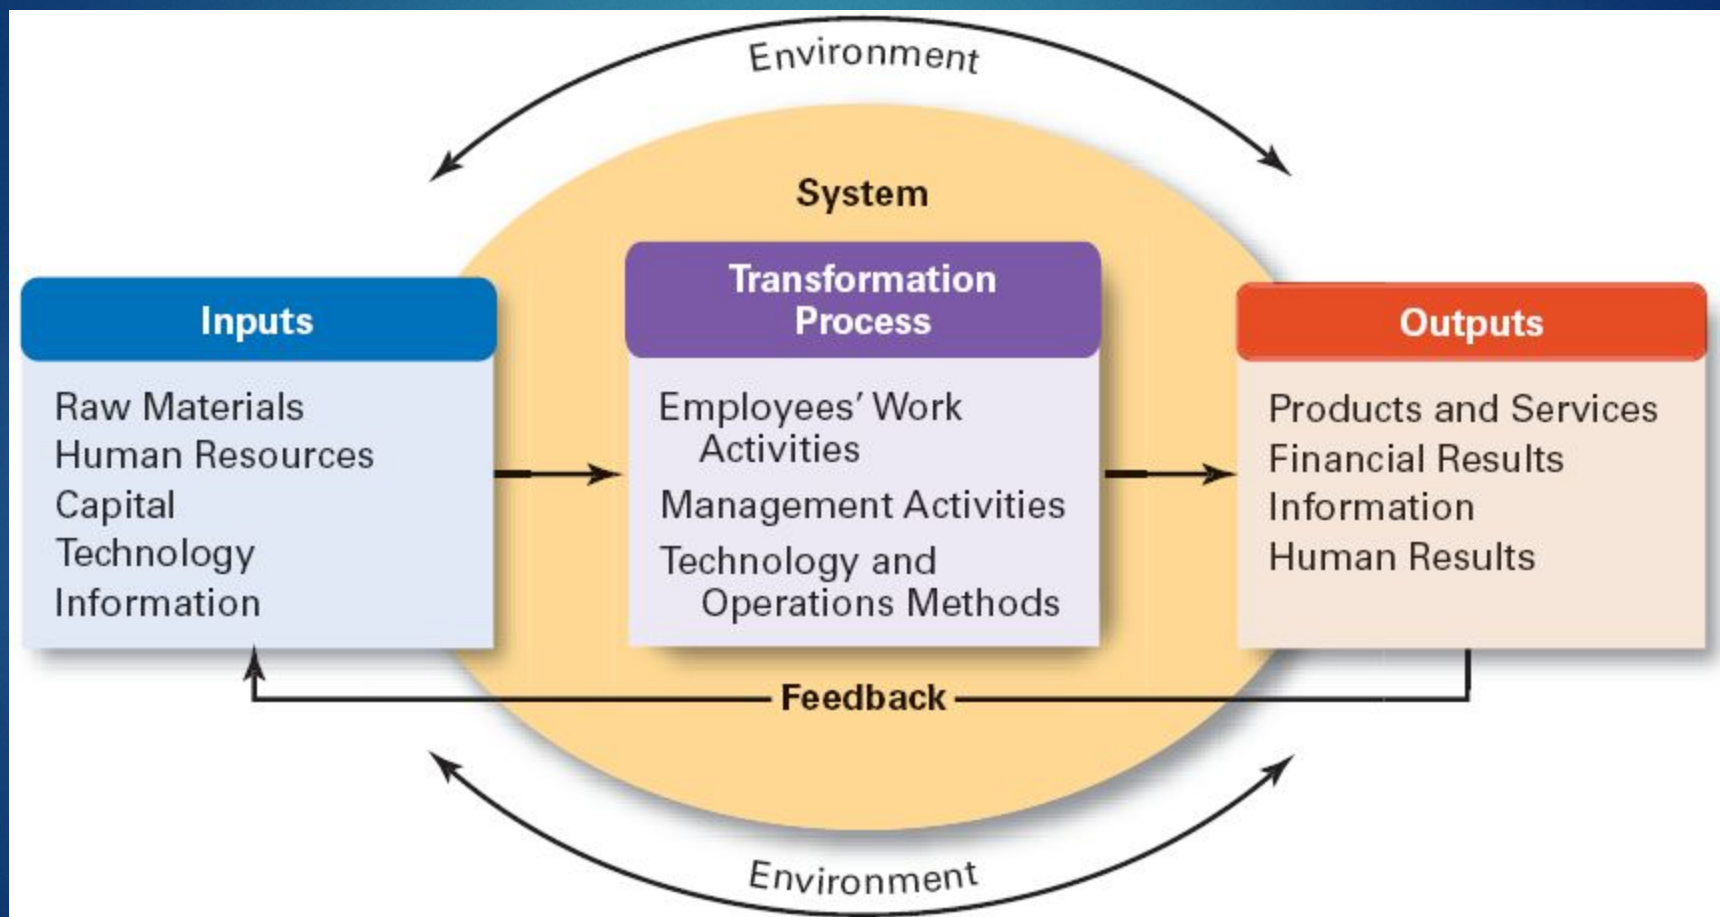 Environment
System
Inputs
Raw Materials
Human Resources
Capital
Technology
Information
Transformation
Process
Employees’ Work
Activities
Management Activities
Technology and
Operations Methods
Outputs
Products and Services
Financial Results
Information
Human Results
Feedback
Environment